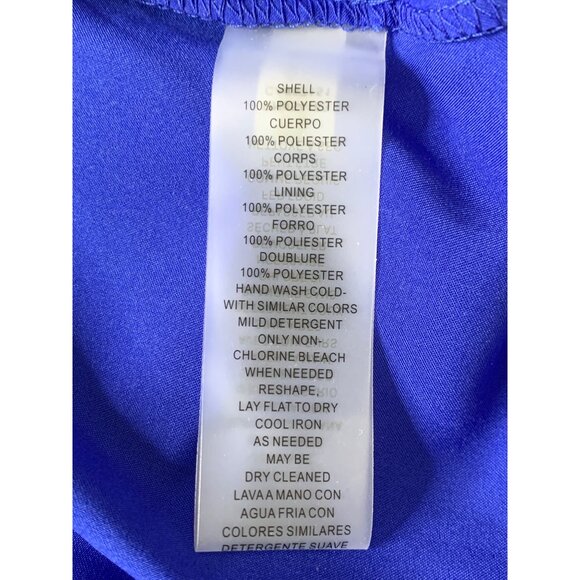 SHELL
100% POLYESTER
CUERPO
100% POLIESTER
CORPS
100% POLYESTER
LINING
100% POLYESTER
FORRO
100% POLIESTER
DOUBLURE
100% POLYESTER
HAND WASH COLD-
WITH SIMILAR COLORS
MILD DETERGENT
ONLY NON-
CHLORINE BLEACH
WHEN NEEDED
RESHAPE,
LAY FLAT TO DRY
COOL IRON
AS NEEDED
MAY BE
DRY CLEANED
LAVA A MANO CON
AGUA FRIA CON
COLORES SIMILARES
DETERGENTE SUAVE